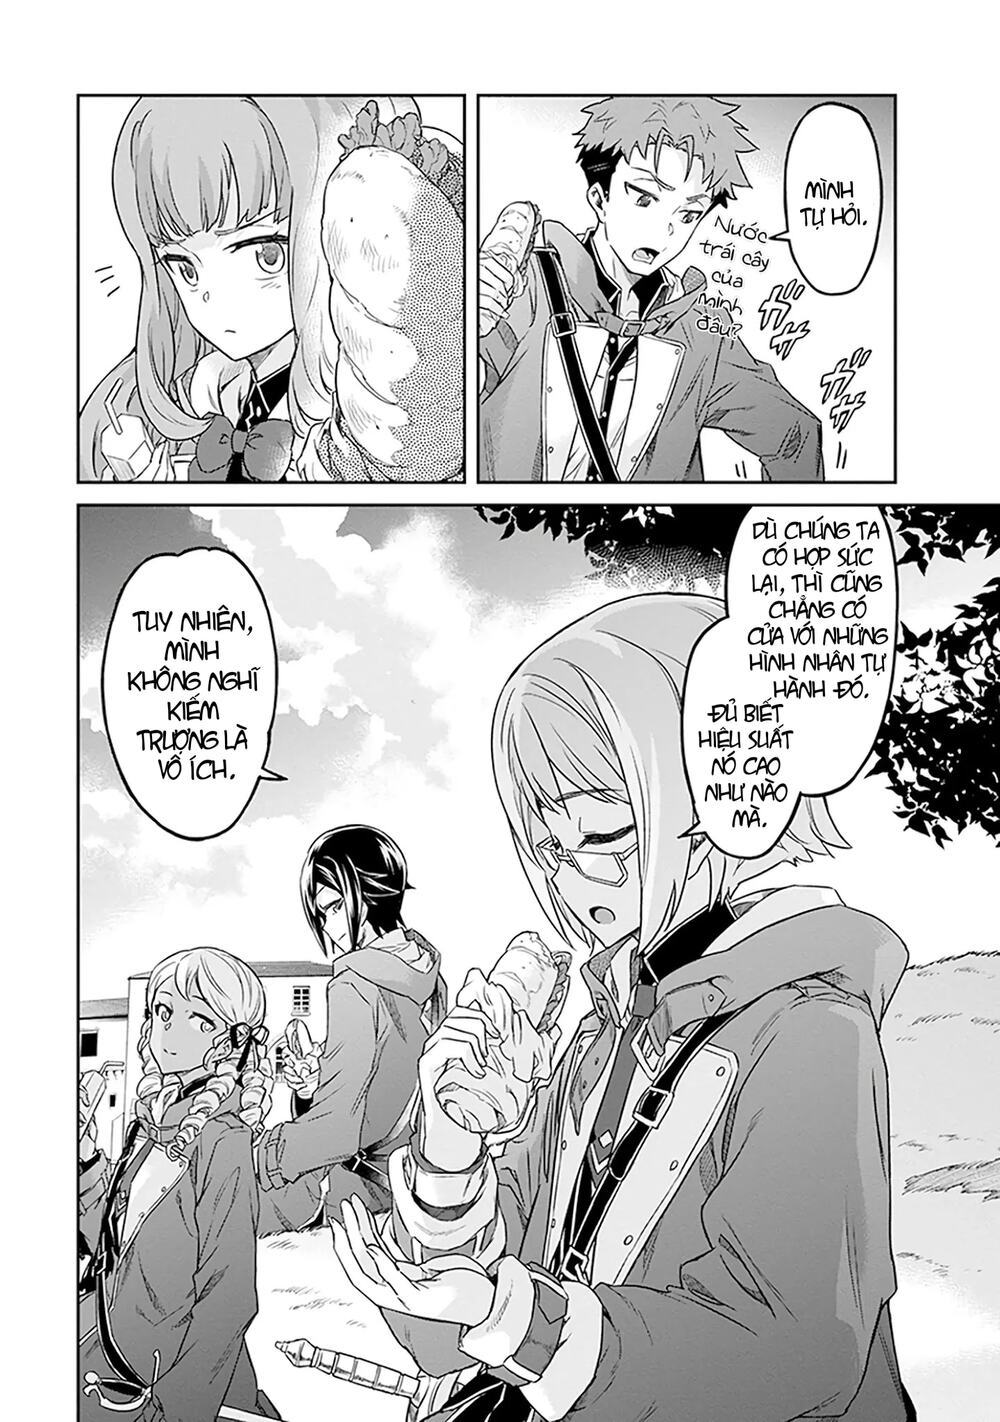 MÌNH
TỰ HỎI.
Nước
trái cây
của
mình
đâu?
DÙ CHÚNG TA
CÓ HỢP SỨC
LẠI, THÌ CŨNG
CHẲNG CÓ
CỬA VỚI NHỮNG
HÌNH NHÂN TỰ
HÀNH ĐÓ.
ĐỦ BIẾT
HIỆU SUẤT
NÓ CAO
NHƯ NÀO
MÀ.
TUY NHIÊN,
MÌNH
KHÔNG NGHĨ
KIẾM
TRƯỢNG LÀ
VÔ ÍCH.